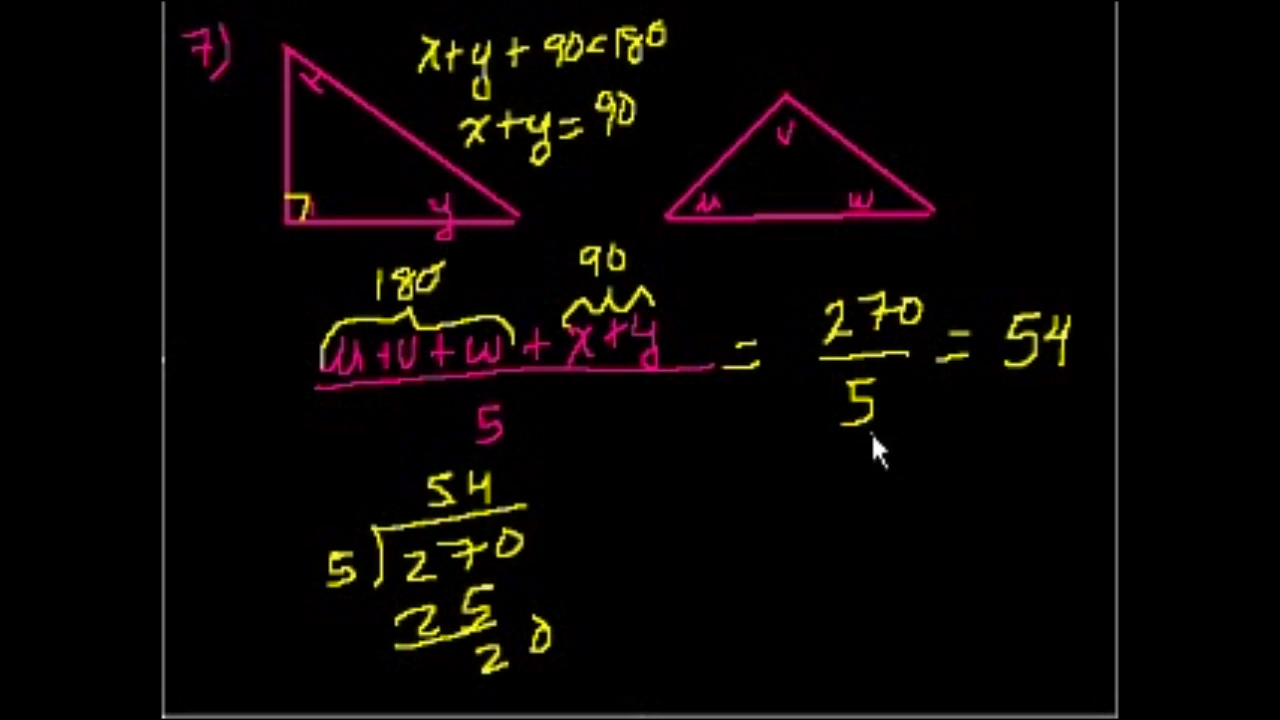 7)
x+y + 90<180
x+y = 90
x
y
v
u
w
180
90
u+v+w + x+y = 270 = 54
5
5
54
5)270
25
20